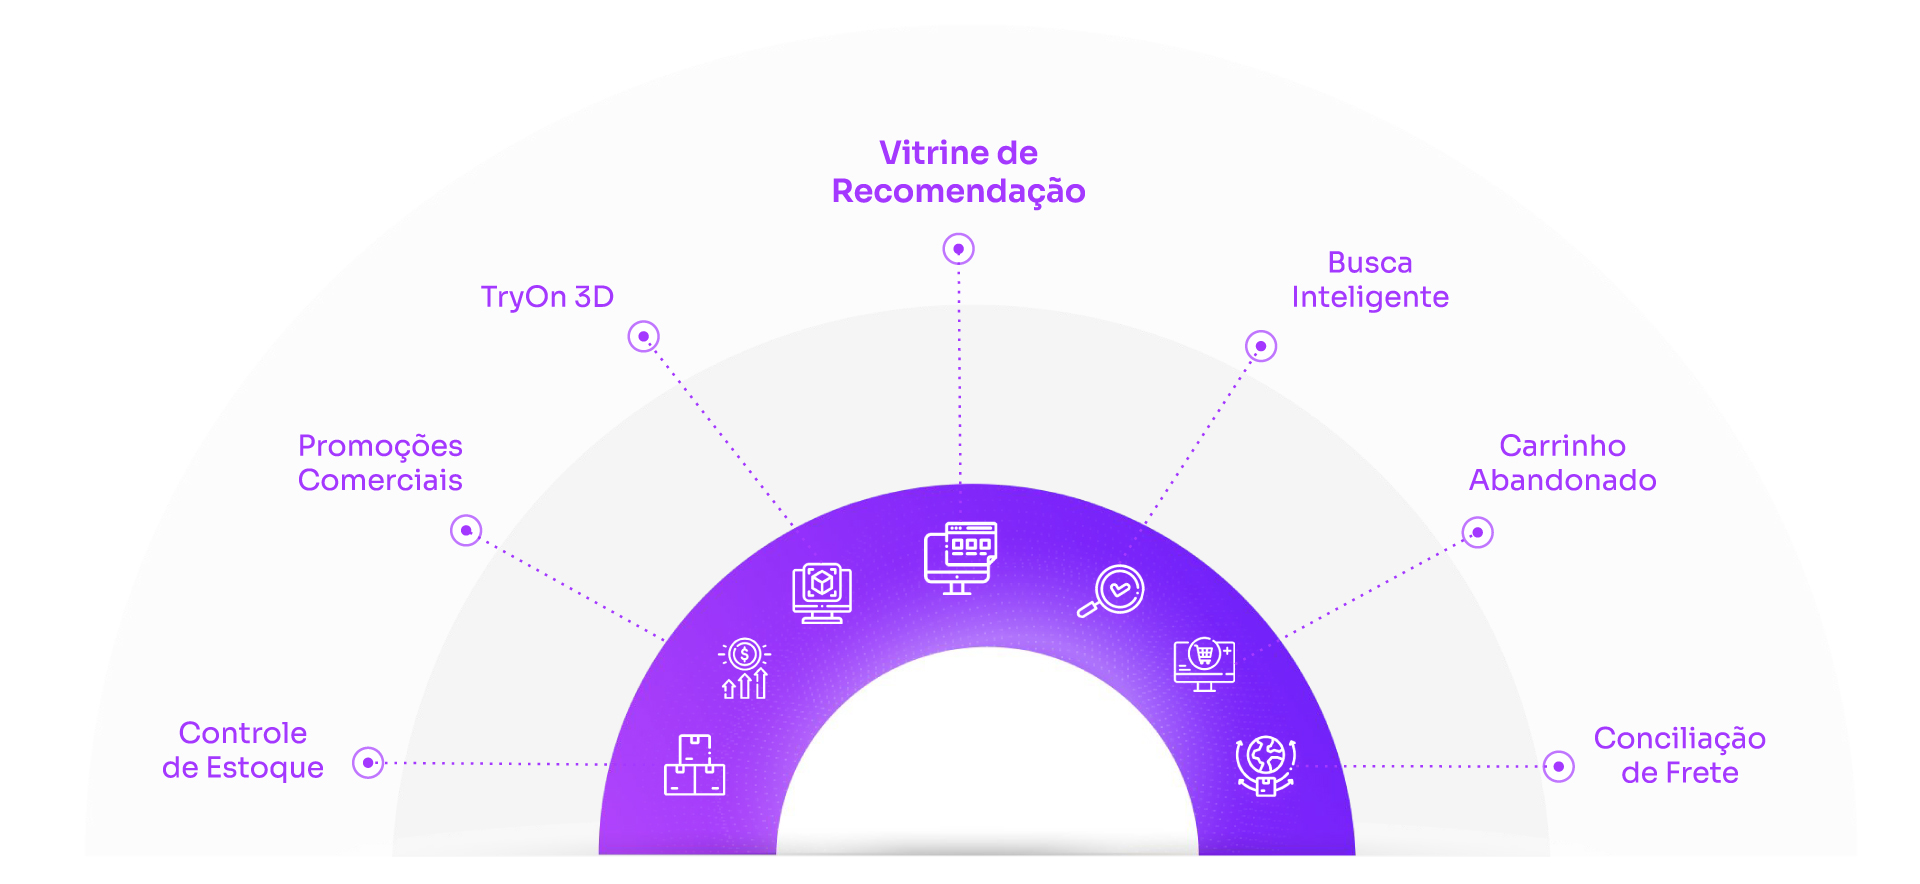 Vitrine de
Recomendação
TryOn 3D
Busca
Inteligente
Promoções
Comerciais
Carrinho
Abandonado
Controle
de Estoque
Conciliação
de Frete